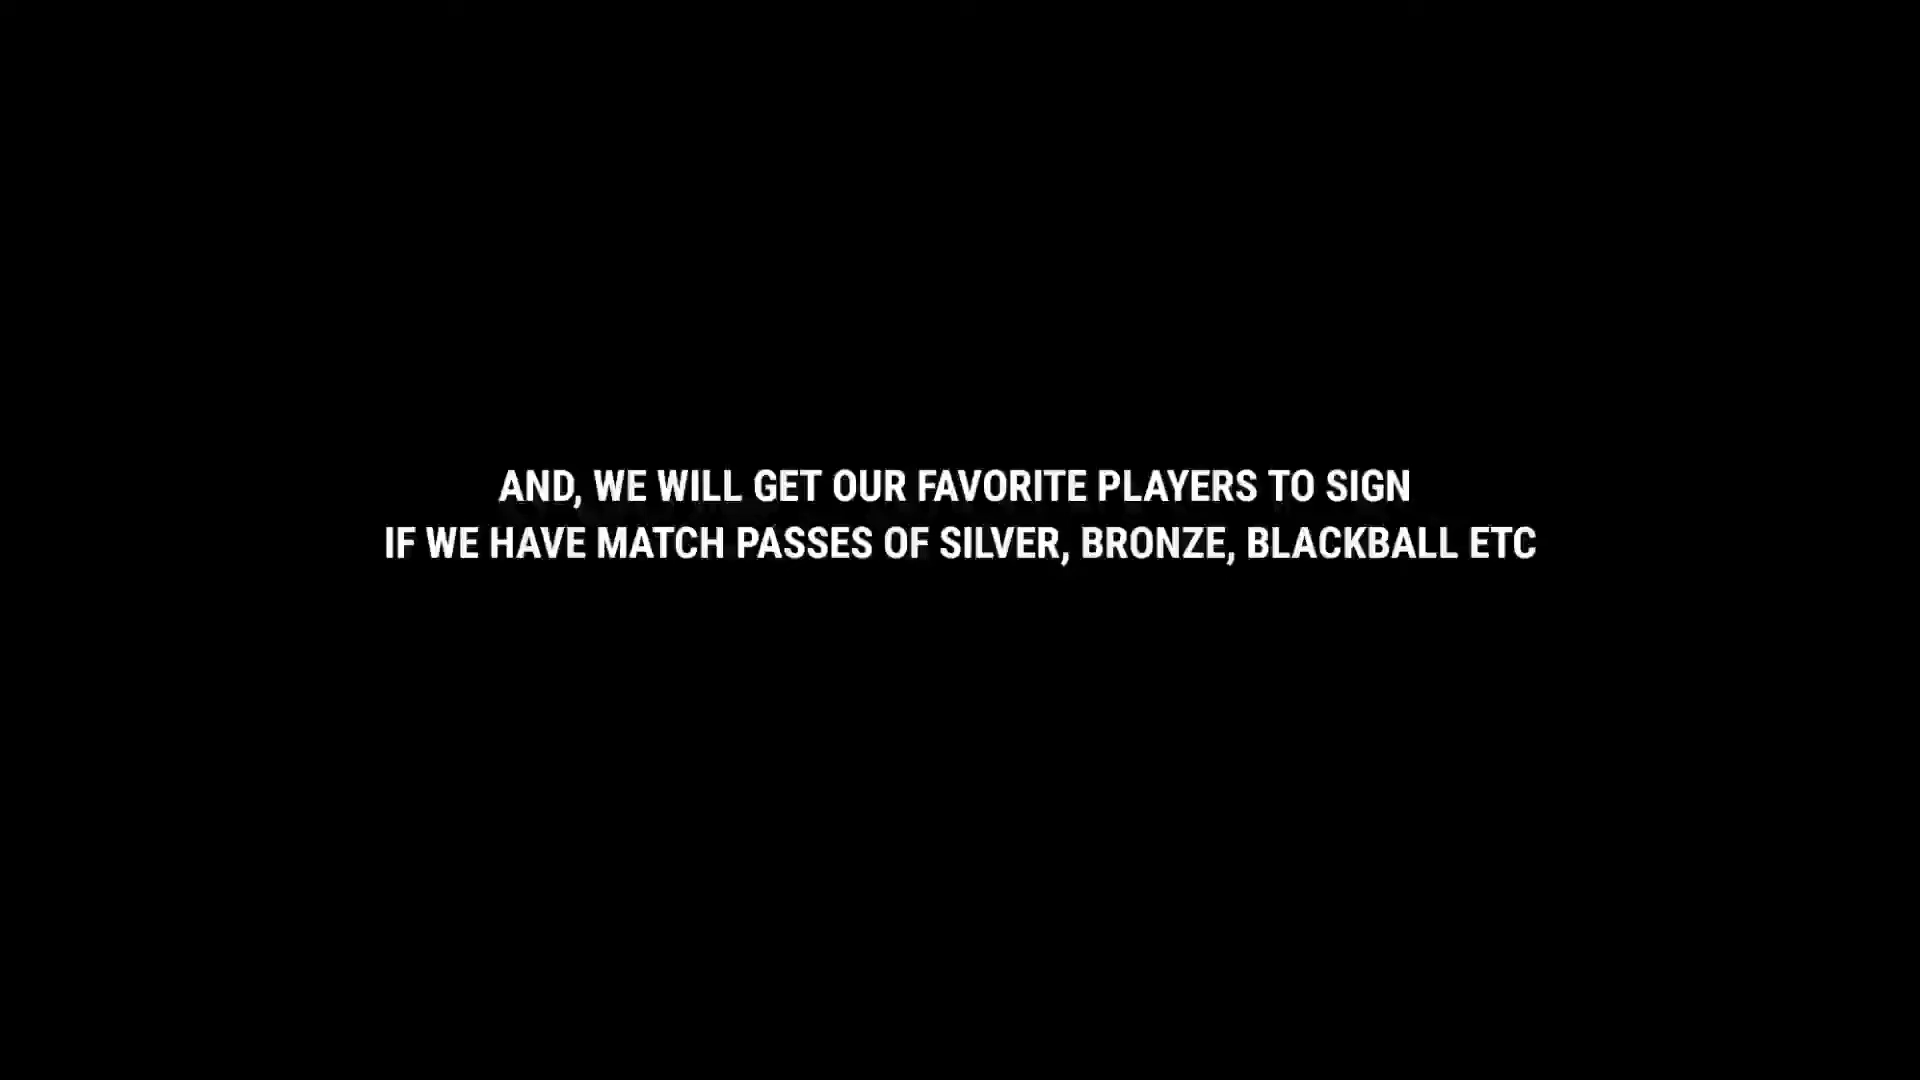 AND, WE WILL GET OUR FAVORITE PLAYERS TO SIGN
IF WE HAVE MATCH PASSES OF SILVER, BRONZE, BLACKBALL ETC